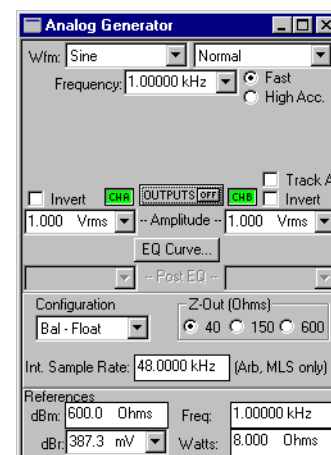 Analog Generator
Wfm: Sine Normal
Frequency: 1.00000 kHz Fast
High Acc.
Track A
Invert CHA OUTPUTS OFF CHB Invert
1.000 Vrms -- Amplitude -- 1.000 Vrms
EQ Curve...
-- Post EQ --
Configuration Z-Out (Ohms)
Bal - Float 40 150 600
Int. Sample Rate: 48.0000 kHz (Arb, MLS only)
References
dBm: 600.0 Ohms Freq: 1.00000 kHz
dBr: 387.3 mV Watts: 8.000 Ohms